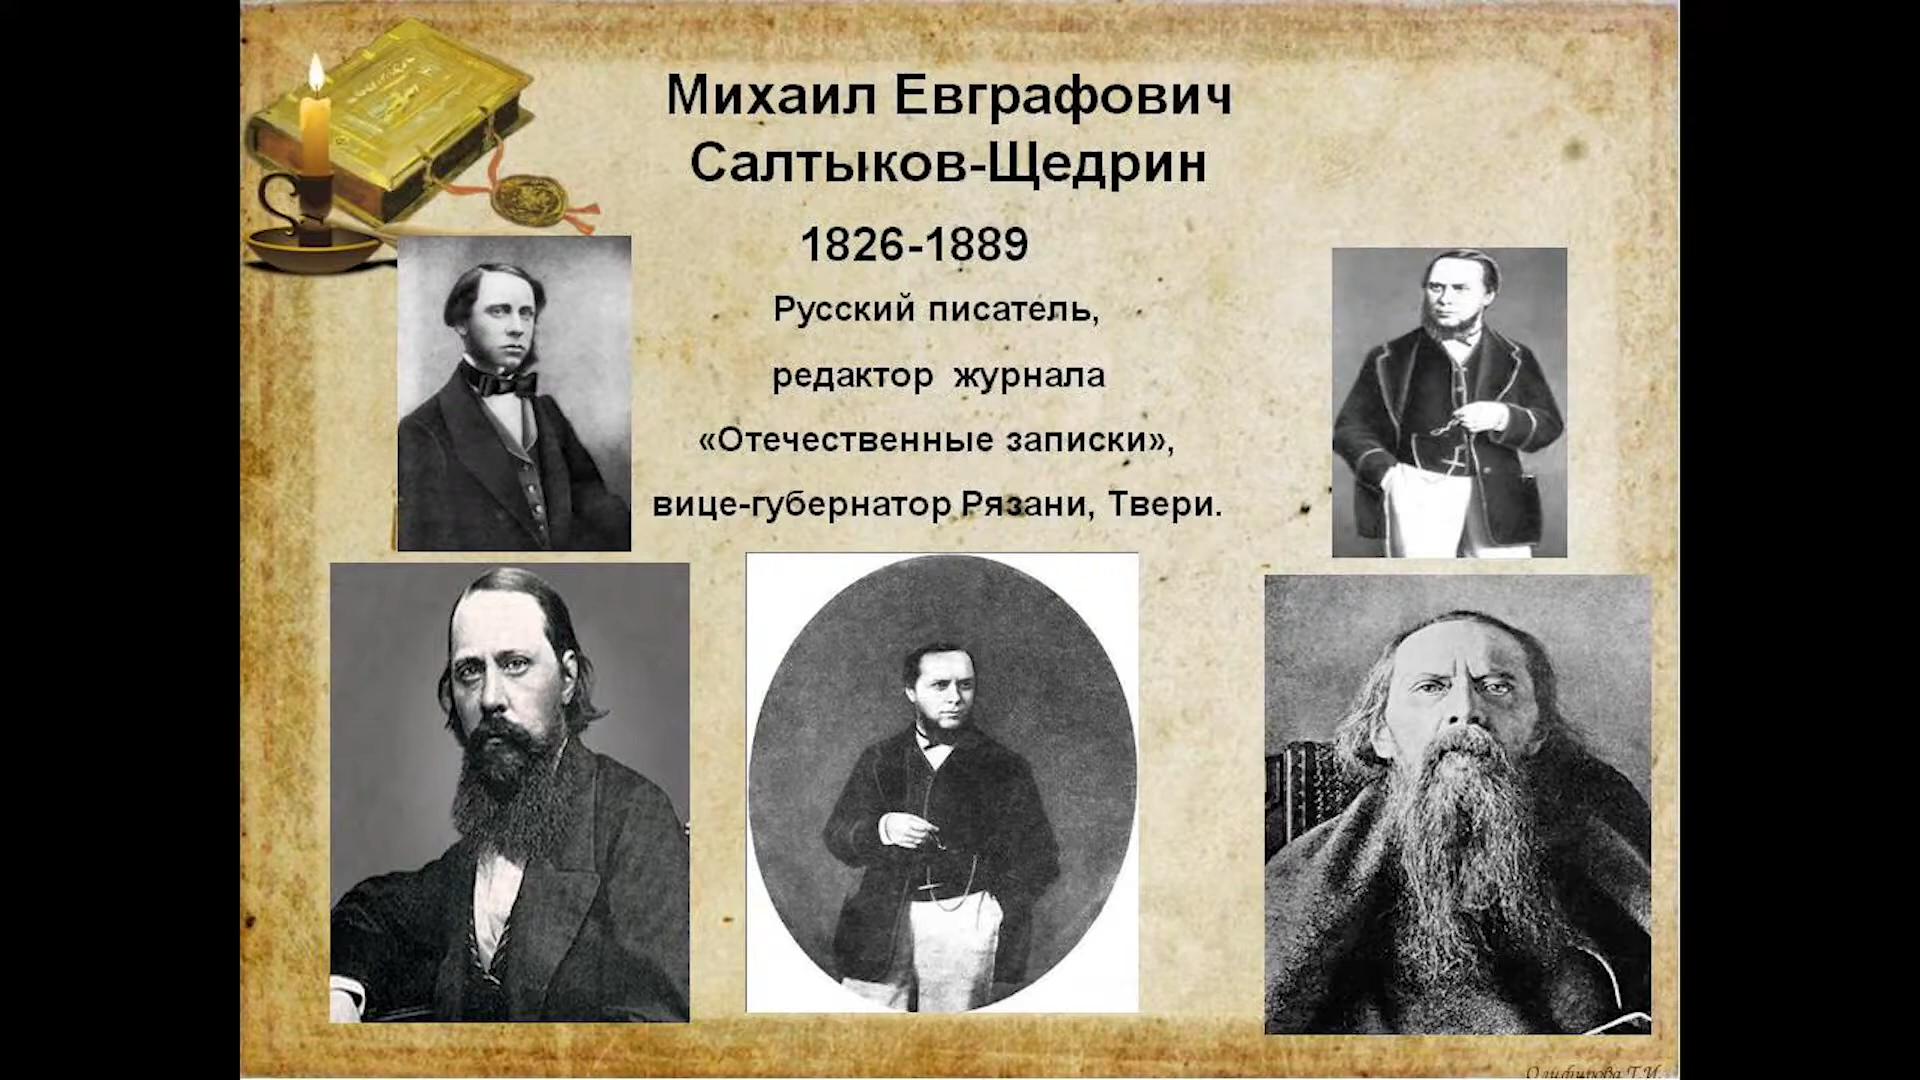 Михаил Евграфович
Салтыков-Щедрин
1826-1889
Русский писатель,
редактор журнала
«Отечественные записки»,
вице-губернатор Рязани, Твери.